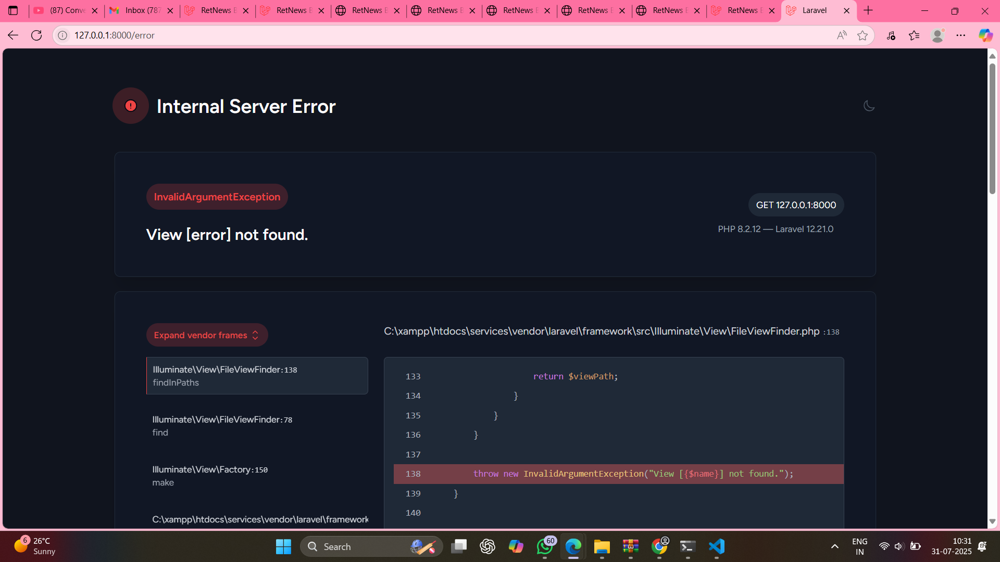 (87) Conve
Inbox (787
RetNews
RetNews
RetNews
RetNews
RetNews
RetNews
RetNews
RetNews
Laravel
127.0.0.1:8000/error
Internal Server Error
InvalidArgumentException
GET 127.0.0.1:8000
View [error] not found.
PHP 8.2.12 — Laravel 12.21.0
Expand vendor frames
C:\xampp\htdocs\services\vendor\laravel\framework\src\Illuminate\View\FileViewFinder.php :138
Illuminate\View\FileViewFinder:138
findInPaths
Illuminate\View\FileViewFinder:78
find
Illuminate\View\Factory:150
make
C:\xampp\htdocs\services\vendor\laravel\framework
133 return $viewPath;
134 }
135 }
136 }
137
138 throw new InvalidArgumentException("View [{$name}] not found.");
139 }
140
6
26°C
Sunny
Search
60
ENG
IN
10:31
31-07-2025